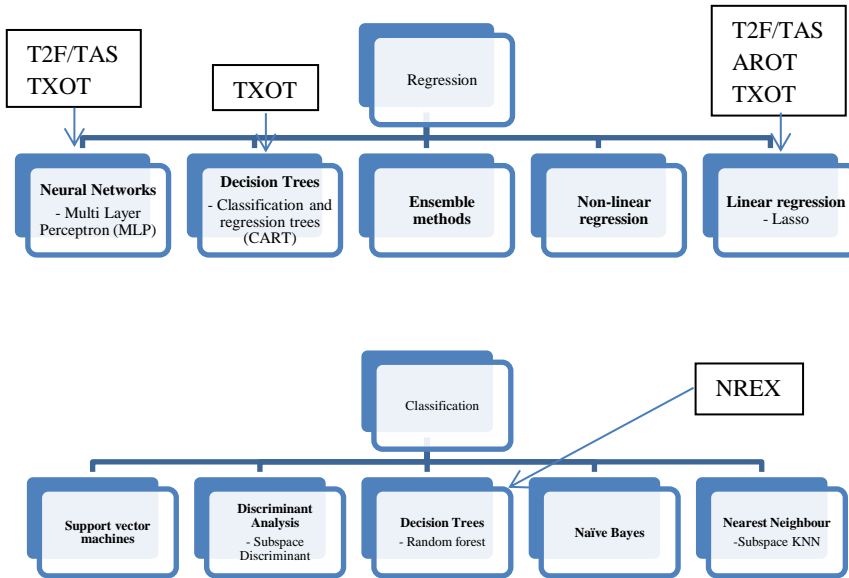 T2F/TAS
TXOT
TXOT
Regression
T2F/TAS
AROT
TXOT
Neural Networks
- Multi Layer
Perceptron (MLP)
Decision Trees
- Classification and
regression trees
(CART)
Ensemble
methods
Non-linear
regression
Linear regression
- Lasso
Classification
NREX
Support vector
machines
Discriminant
Analysis
- Subspace
Discriminant
Decision Trees
- Random forest
Naïve Bayes
Nearest Neighbour
-Subspace KNN